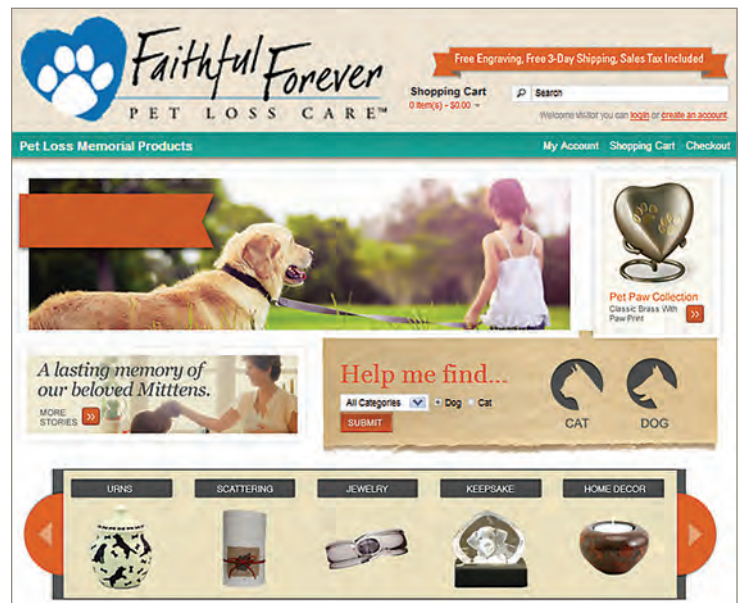 Faithful Forever
PET LOSS CARE™
Free Engraving, Free 3-Day Shipping, Sales Tax Included
Shopping Cart
0 item(s) - $0.00
Search
Welcome visitor you can login or create an account.
Pet Loss Memorial Products
My Account Shopping Cart Checkout
Pet Paw Collection
Classic Brass With
Paw Print
A lasting memory of
our beloved Mitttens.
MORE
STORIES
Help me find...
All Categories Dog Cat
SUBMIT
CAT DOG
URNS SCATTERING JEWELRY KEEPSAKE HOME DECOR